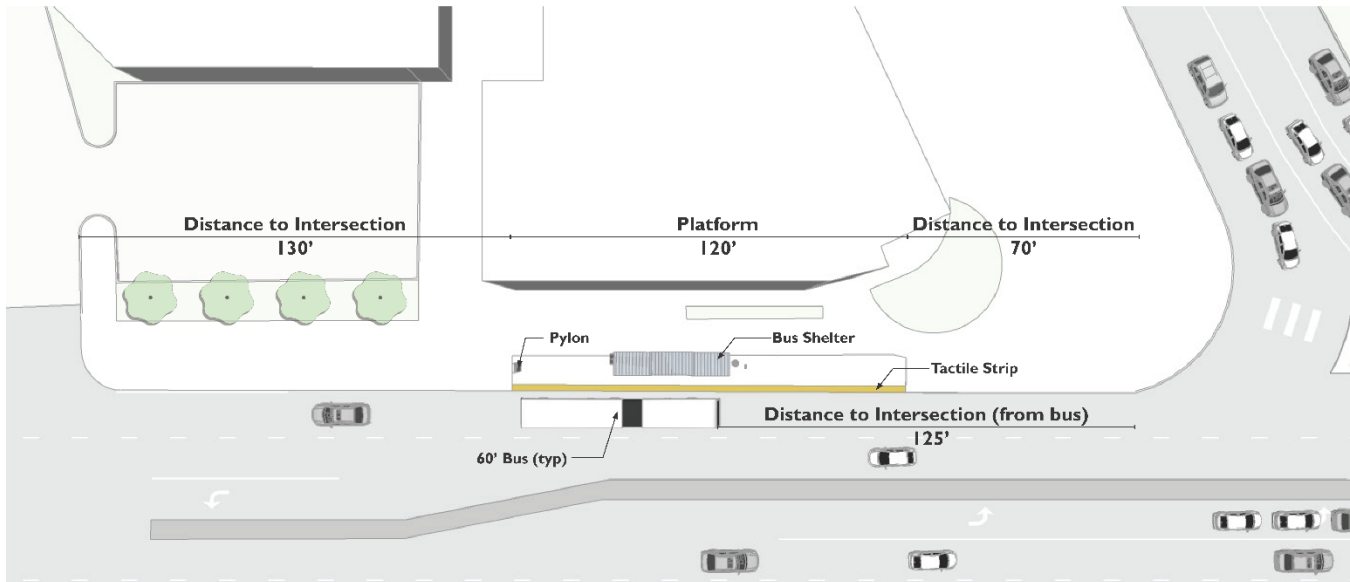 Distance to Intersection
130’
Platform
120’
Distance to Intersection
70’
Pylon
Bus Shelter
Tactile Strip
Distance to Intersection (from bus)
125’
60’ Bus (typ)